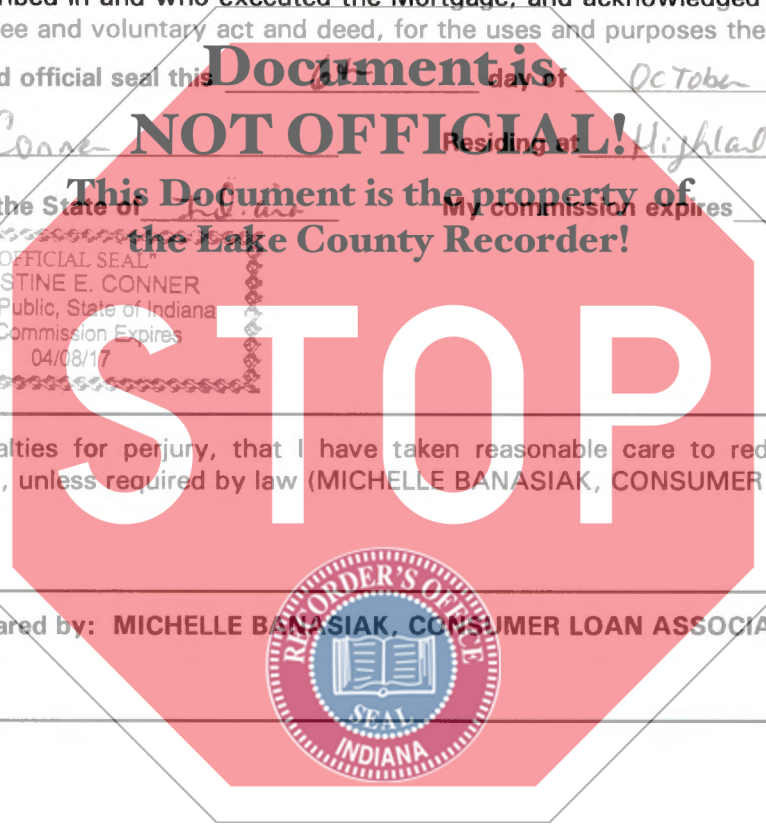 ribed in and who executed the Mortgage, and acknowledged
ee and voluntary act and deed, for the uses and purposes the
Document is
d official seal this 6th day of October
NOT OFFICIAL!
Conner Residing at Highland
This Document is the property of
the State of Indiana My commission expires
the Lake County Recorder!
OFFICIAL SEAL"
STINE E. CONNER
Public, State of Indiana
Commission Expires
04/08/17
STOP
alties for perjury, that I have taken reasonable care to red
, unless required by law (MICHELLE BANASIAK, CONSUMER
RECORDER'S OFFICE
ared by: MICHELLE BANASIAK, CONSUMER LOAN ASSOCIA
SEAL
INDIANA